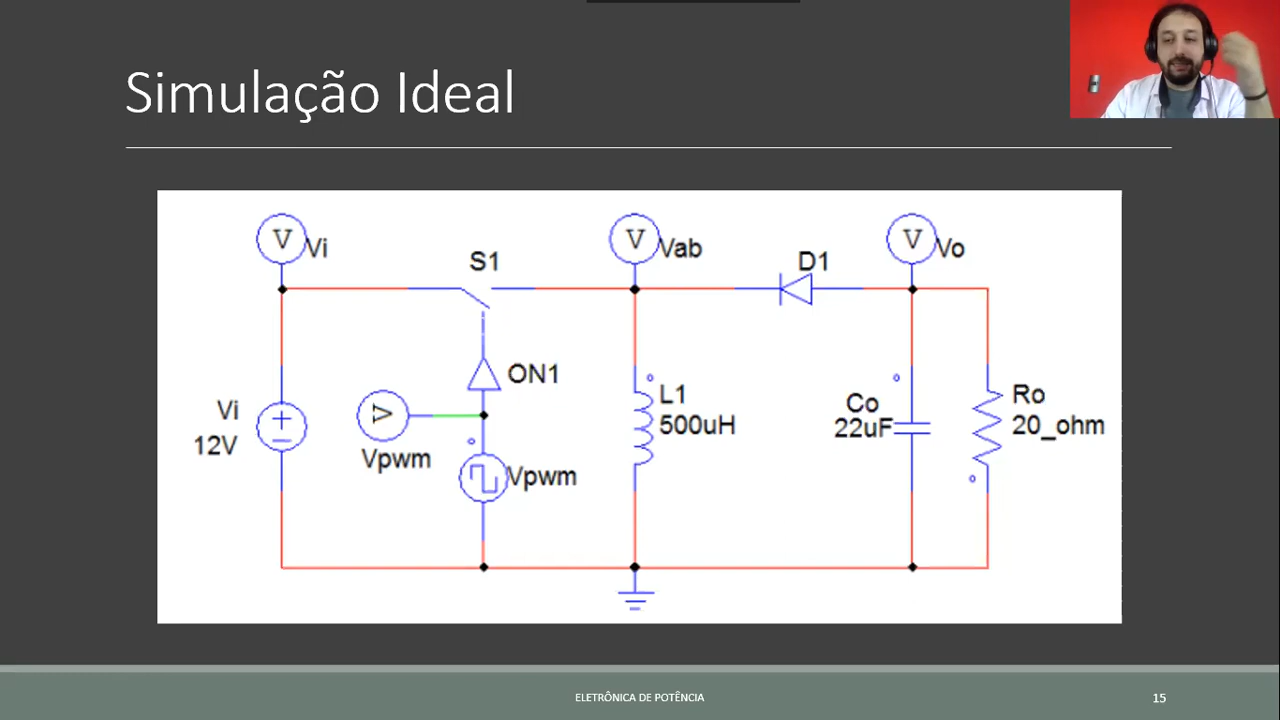 Simulação Ideal
V Vi
S1
V Vab
D1
V Vo
ON1
V
Vpwm
Vpwm
Vi
12V
L1
500uH
Co
22uF
Ro
20_ohm
ELETRÔNICA DE POTÊNCIA
15